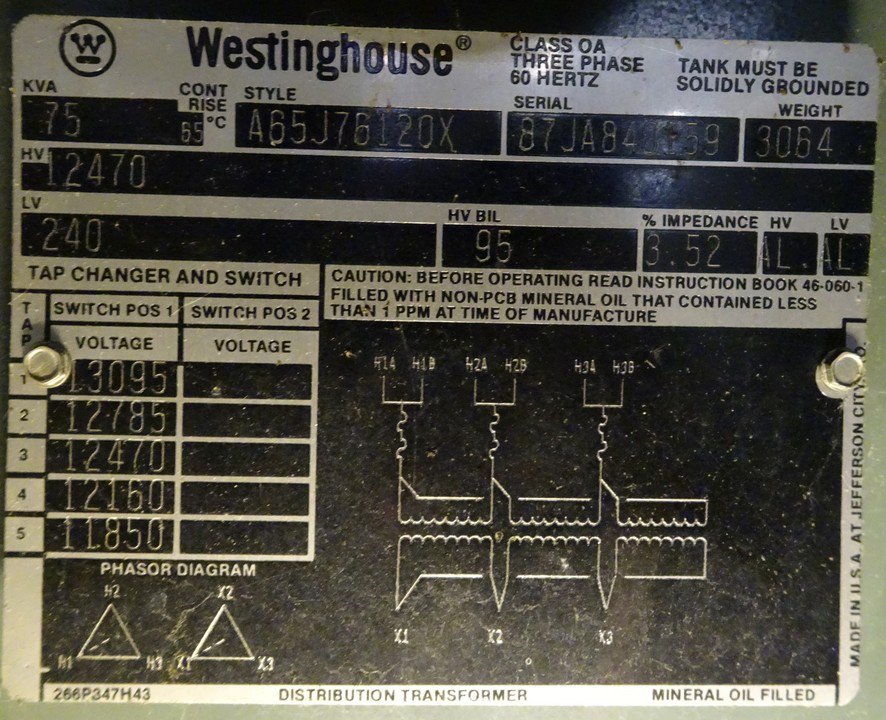 W
Westinghouse®
CLASS OA
THREE PHASE
60 HERTZ
TANK MUST BE
SOLIDLY GROUNDED
KVA
75
CONT
RISE
65 °C
STYLE
A65J76120X
SERIAL
WEIGHT
3064
HV
12470
LV
240
HV BIL
95
% IMPEDANCE
3.52
HV
AL.
LV
AL
TAP CHANGER AND SWITCH
CAUTION: BEFORE OPERATING READ INSTRUCTION BOOK 46-060-1
FILLED WITH NON-PCB MINERAL OIL THAT CONTAINED LESS
THAN 1 PPM AT TIME OF MANUFACTURE
TAP
SWITCH POS 1 SWITCH POS 2
VOLTAGE VOLTAGE
1 13095
2 12785
3 12470
4 12160
5 11850
H1A H1B H2A H2B H3A H3B
X1 X2 X3
PHASOR DIAGRAM
H2 X2
H1 H3 X1 X3
MADE IN U.S.A. AT JEFFERSON CITY, MO.
266P347H43 DISTRIBUTION TRANSFORMER MINERAL OIL FILLED